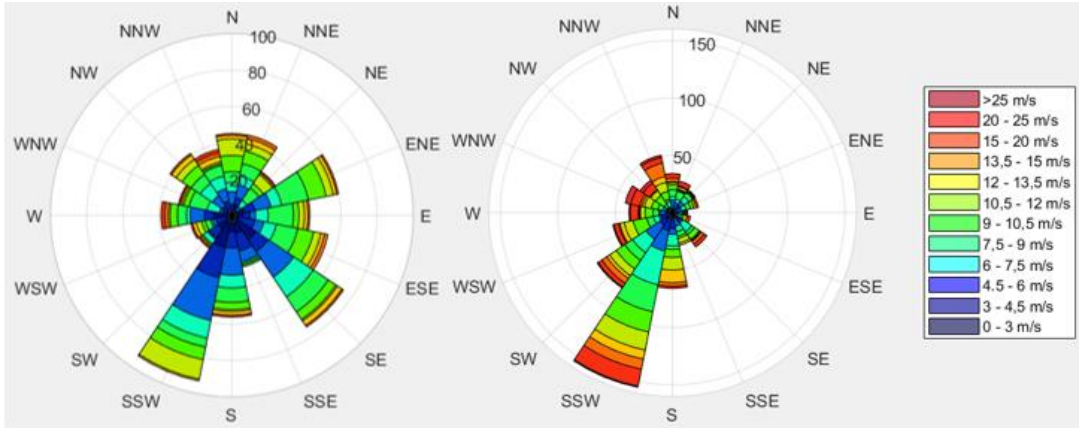 N
NNE
NE
ENE
E
ESE
SE
SSE
S
SSW
SW
WSW
W
WNW
NW
NNW
100
80
60
40
20
N
NNE
NE
ENE
E
ESE
SE
SSE
S
SSW
SW
WSW
W
WNW
NW
NNW
150
100
50
>25 m/s
20 - 25 m/s
15 - 20 m/s
13,5 - 15 m/s
12 - 13,5 m/s
10,5 - 12 m/s
9 - 10,5 m/s
7,5 - 9 m/s
6 - 7,5 m/s
4.5 - 6 m/s
3 - 4,5 m/s
0 - 3 m/s